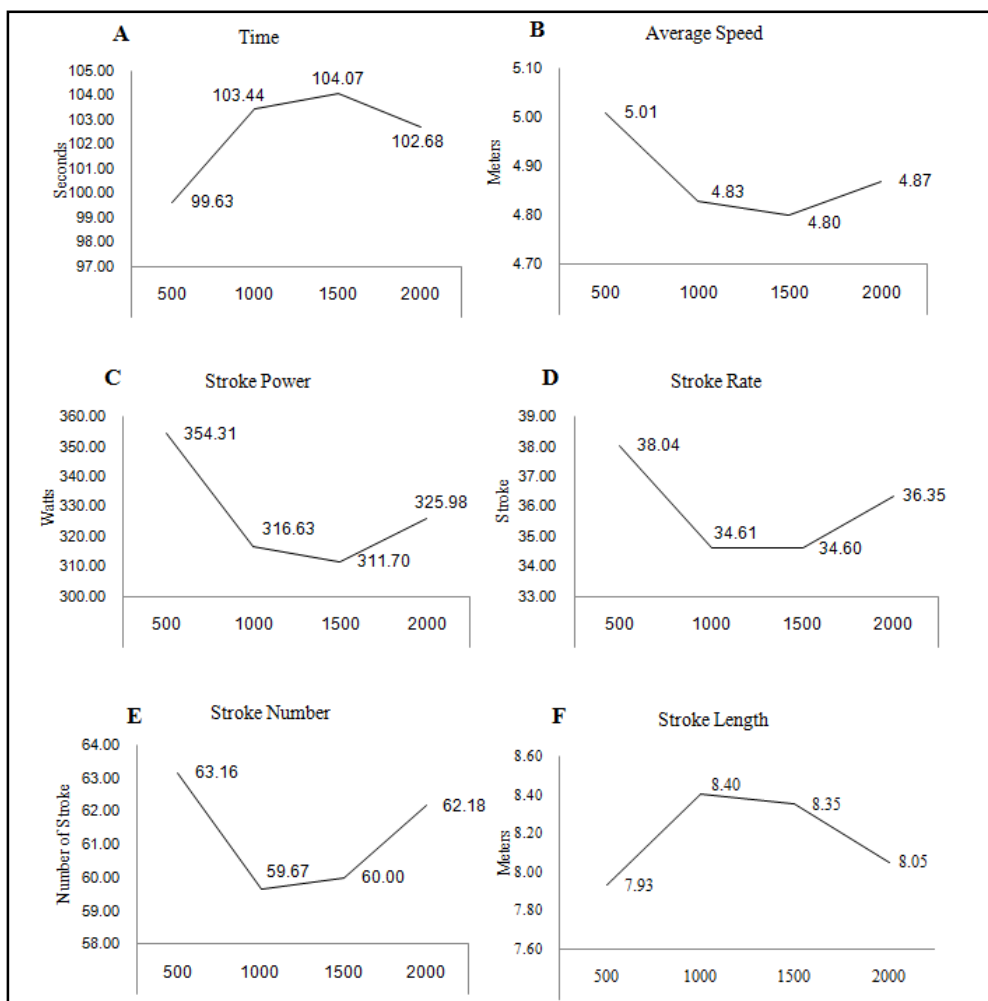 A
Time
105.00
104.00
103.00
102.00
101.00
100.00
99.00
98.00
97.00
Seconds
99.63
103.44
104.07
102.68
500 1000 1500 2000
B
Average Speed
5.10
5.00
4.90
4.80
4.70
Meters
5.01
4.83
4.80
4.87
500 1000 1500 2000
C
Stroke Power
360.00
350.00
340.00
330.00
320.00
310.00
300.00
Watts
354.31
316.63
311.70
325.98
500 1000 1500 2000
D
Stroke Rate
39.00
38.00
37.00
36.00
35.00
34.00
33.00
Stroke
38.04
34.61
34.60
36.35
500 1000 1500 2000
E
Stroke Number
64.00
63.00
62.00
61.00
60.00
59.00
58.00
Number of Stroke
63.16
59.67
60.00
62.18
500 1000 1500 2000
F
Stroke Length
8.60
8.40
8.20
8.00
7.80
7.60
Meters
7.93
8.40
8.35
8.05
500 1000 1500 2000